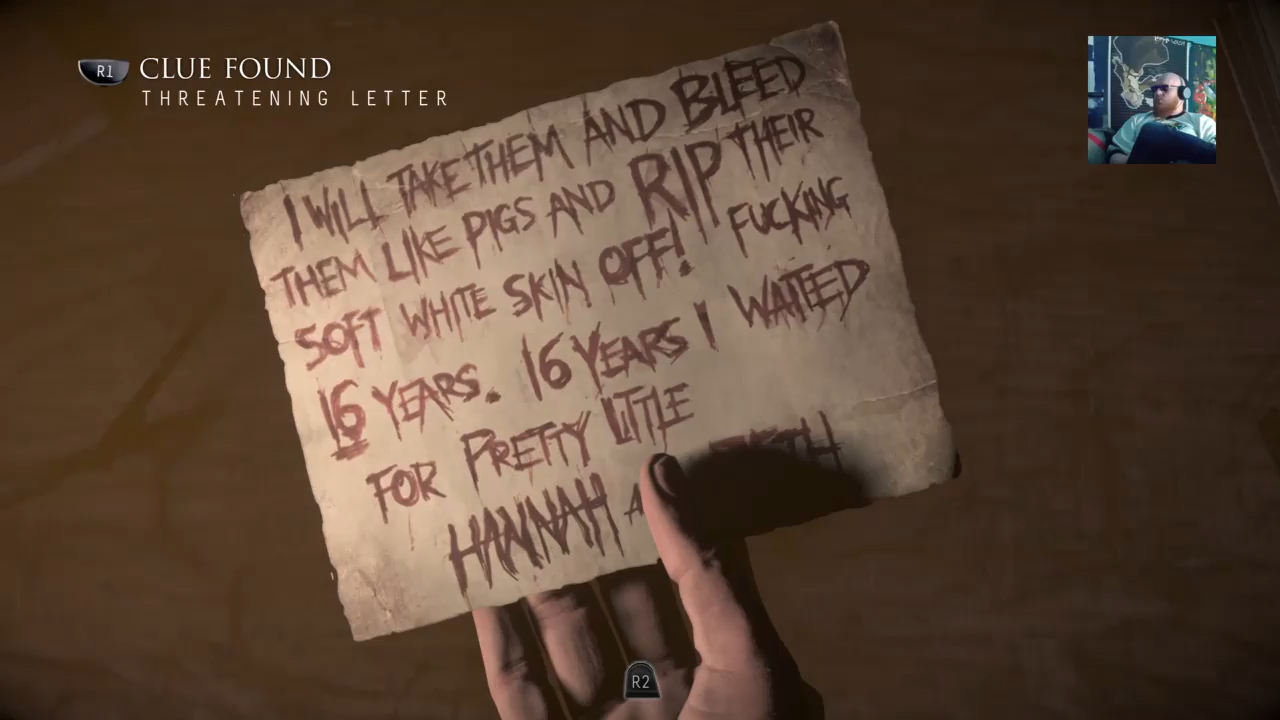 R1 CLUE FOUND
THREATENING LETTER
I WILL TAKE THEM AND BLEED
THEM LIKE PIGS AND RIP THEIR
SOFT WHITE SKIN OFF! FUCKING
16 YEARS. 16 YEARS I WAITED
FOR PRETTY LITTLE
HANNAH
R2